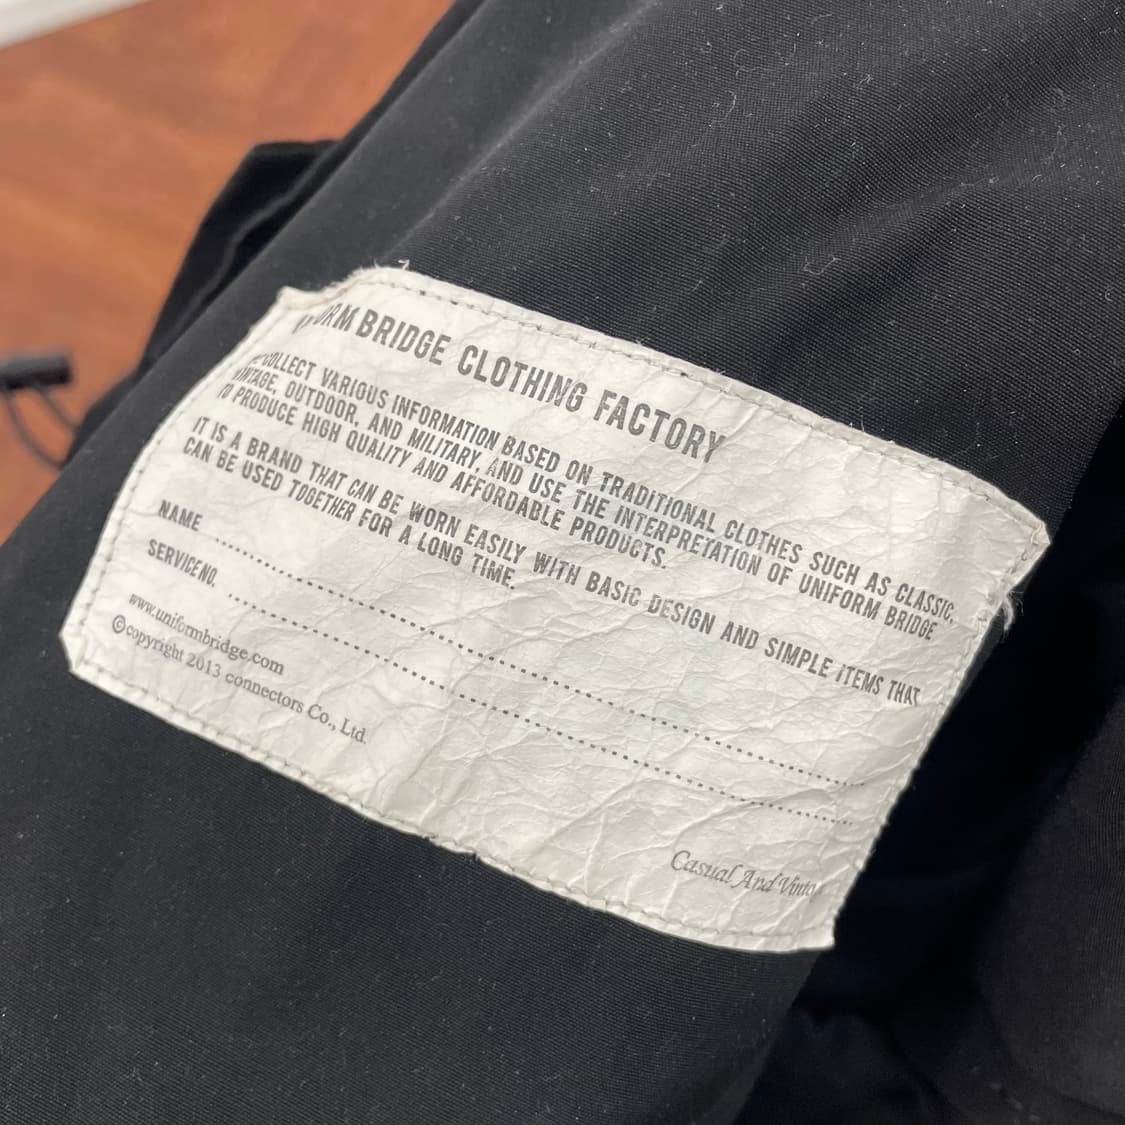 FORM BRIDGE CLOTHING FACTORY
COLLECT VARIOUS INFORMATION BASED ON TRADITIONAL CLOTHES SUCH AS CLASSIC,
VINTAGE, OUTDOOR, AND MILITARY, AND USE THE INTERPRETATION OF UNIFORM BRIDGE
TO PRODUCE HIGH QUALITY AND AFFORDABLE PRODUCTS.
IT IS A BRAND THAT CAN BE WORN EASILY WITH BASIC DESIGN AND SIMPLE ITEMS THAT
CAN BE USED TOGETHER FOR A LONG TIME.
NAME
SERVICE NO.
www.uniformbridge.com
©copyright 2013 connectors Co., Ltd.
Casual And